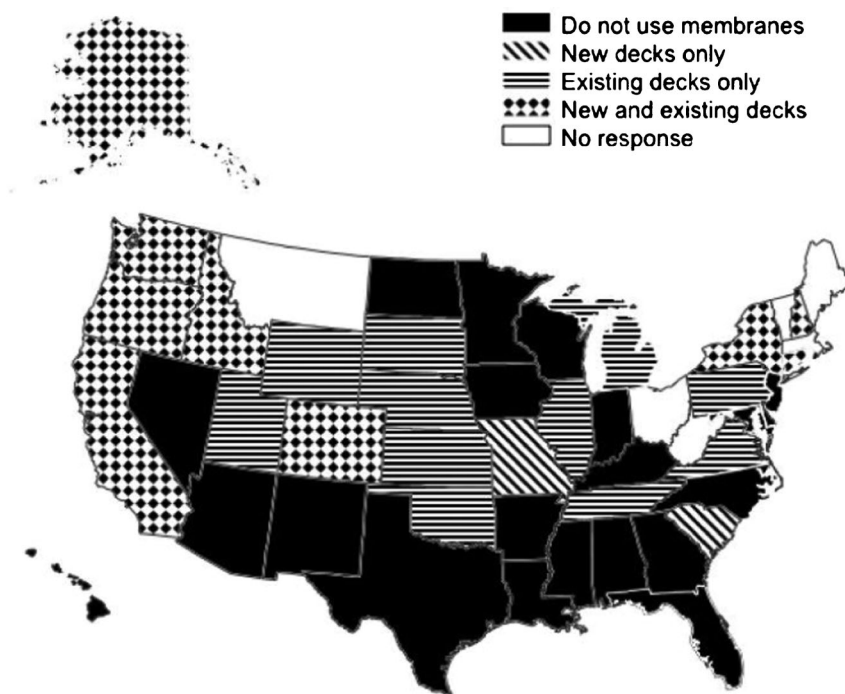 Do not use membranes
New decks only
Existing decks only
New and existing decks
No response